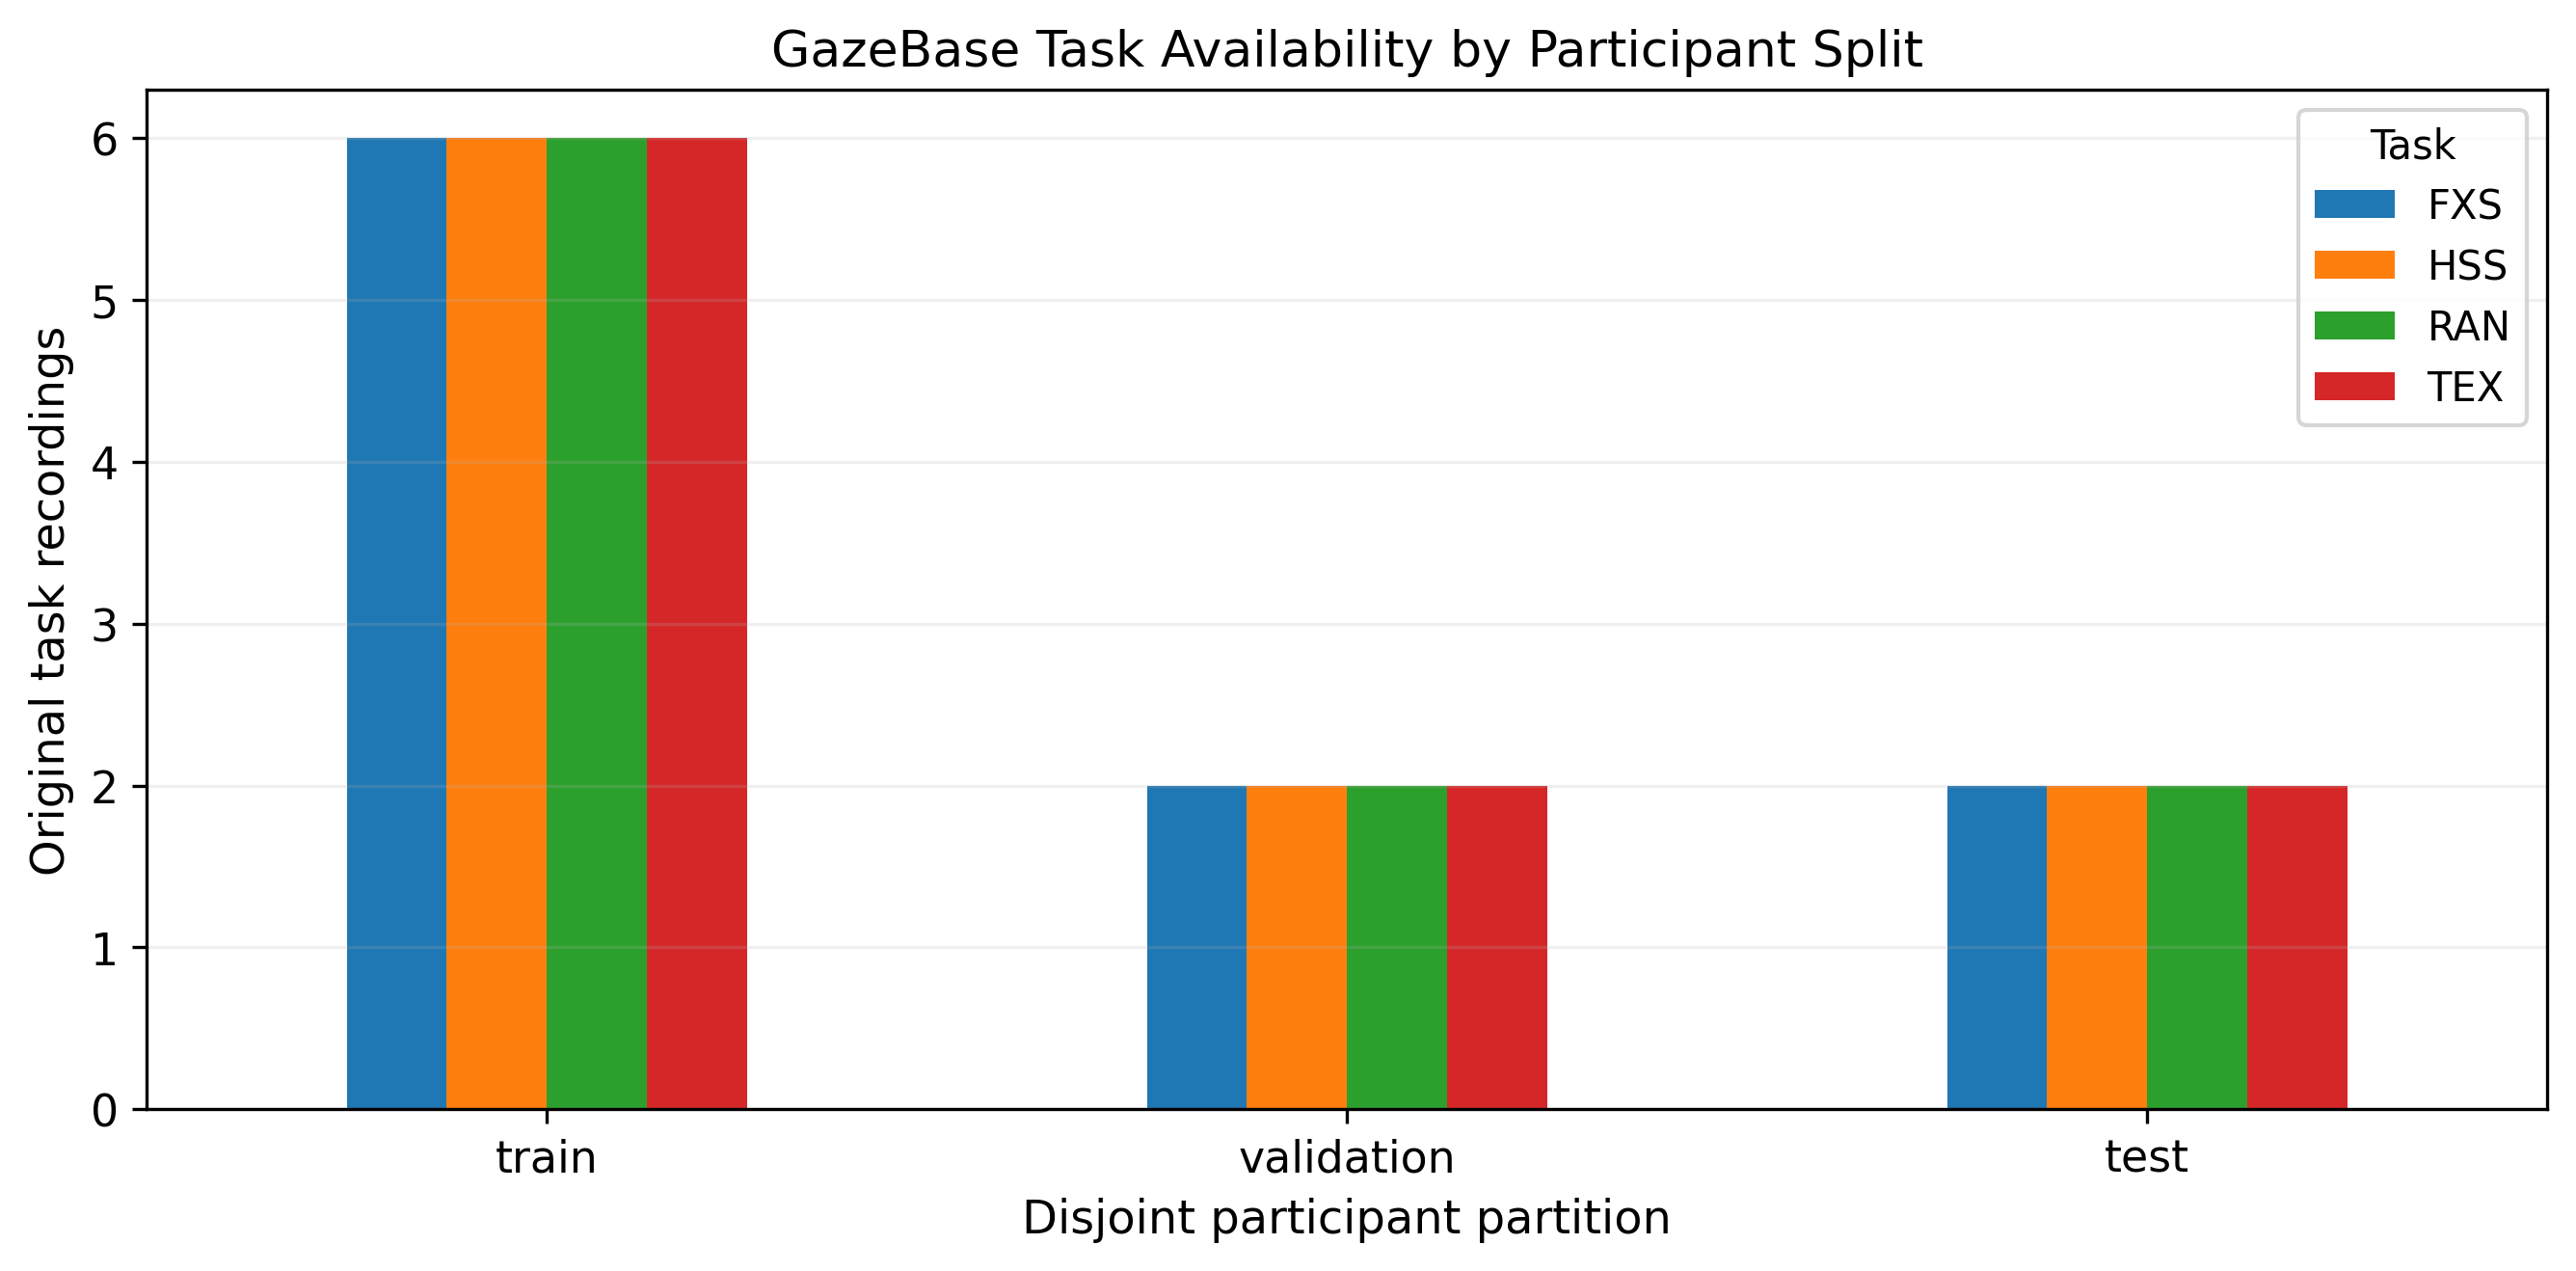 GazeBase Task Availability by Participant Split
Original task recordings
6
5
4
3
2
1
0
Task
FXS
HSS
RAN
TEX
train
validation
test
Disjoint participant partition